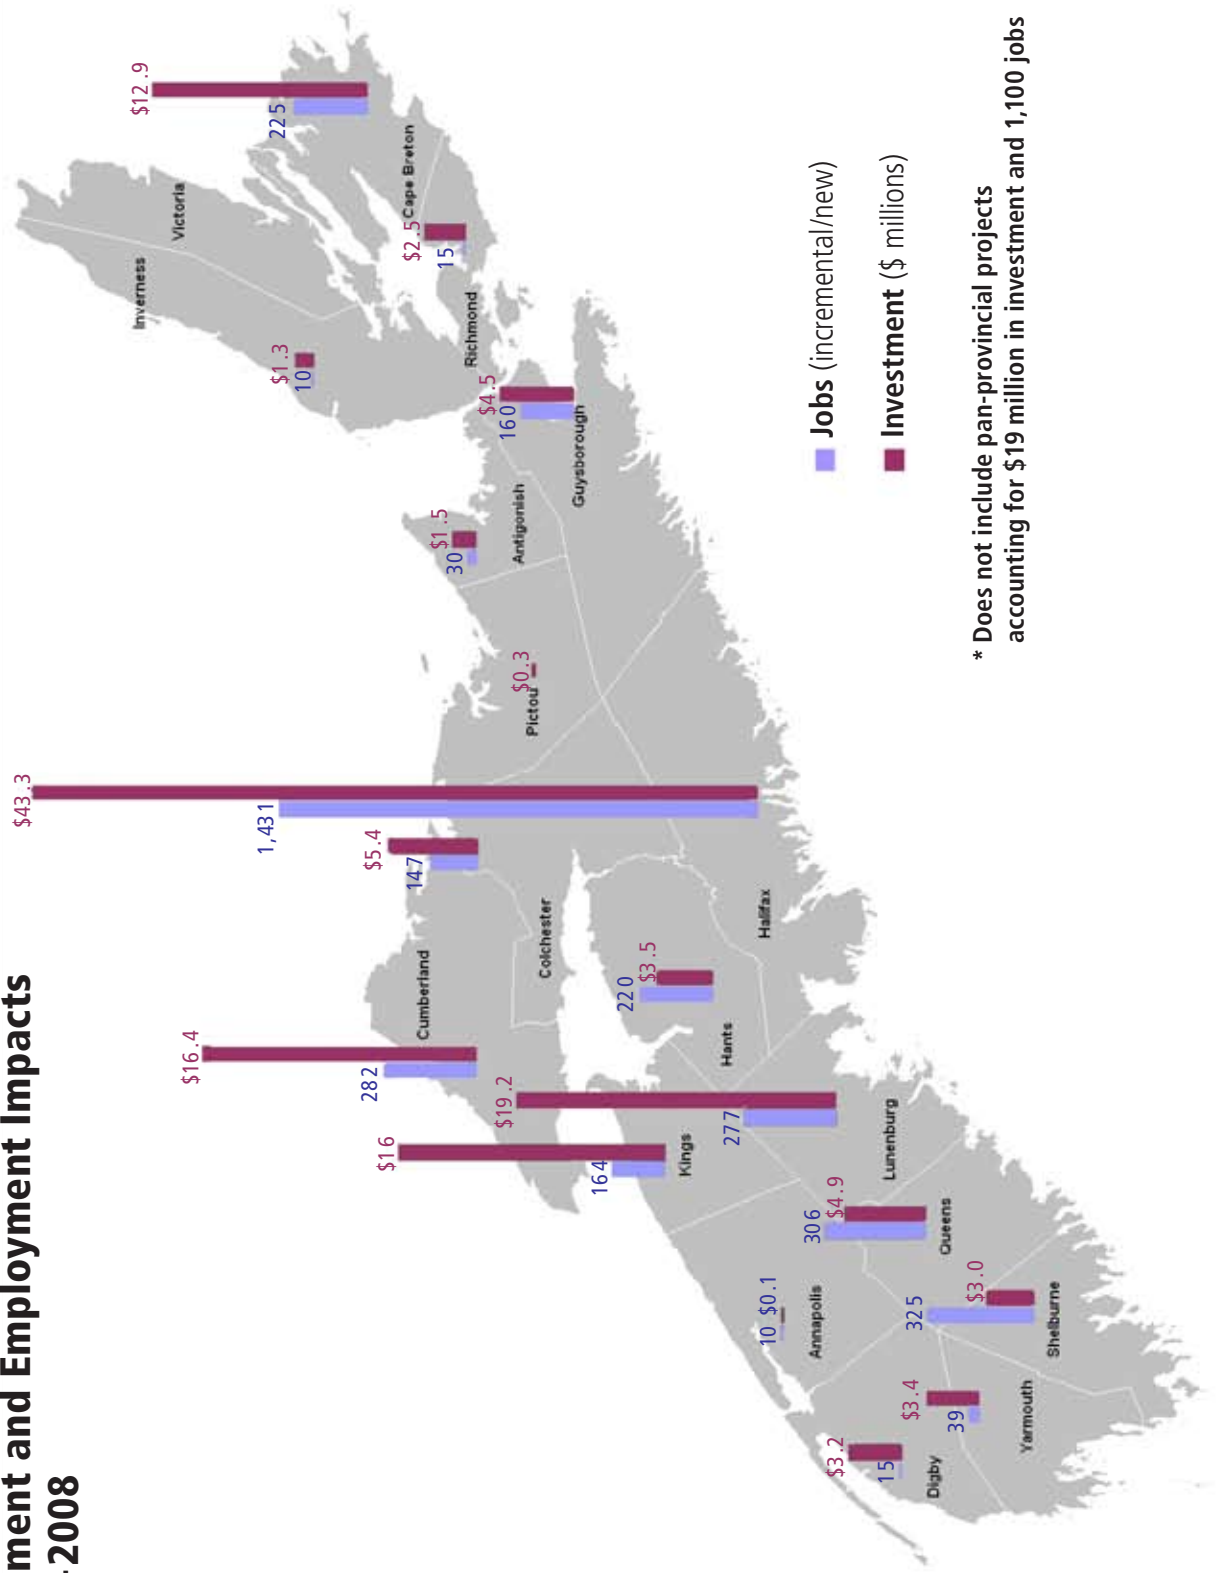 ment and Employment Impacts
-2008
$12.9
225
Victoria
Inverness
Cape Breton
$2.5
15
$1.3
10
Richmond
$4.5
160
Guysborough
Antigonish
$1.5
30
$0.3
Pictou
$43.3
1,431
$5.4
147
Colchester
Cumberland
$16.4
282
Halifax
$3.5
220
Hants
$19.2
277
$16
164
Kings
Lunenburg
$4.9
306
Queens
$0.1
10
Annapolis
$3.0
325
Shelburne
$3.4
39
Yarmouth
$3.2
15
Digby
Jobs (incremental/new)
Investment ($ millions)
* Does not include pan-provincial projects
accounting for $19 million in investment and 1,100 jobs